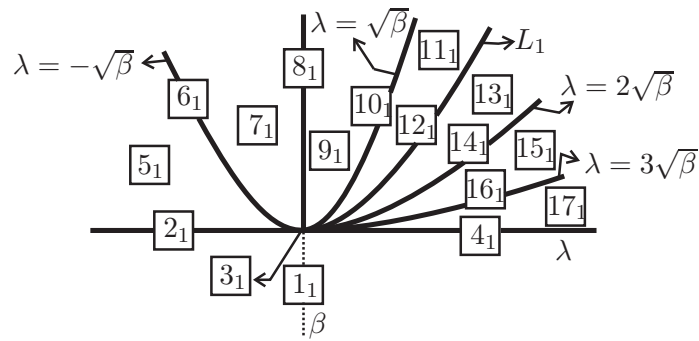 λ = √β
11₁
L₁
λ = −√β
8₁
6₁
10₁
13₁
λ = 2√β
7₁
12₁
9₁
14₁
15₁
5₁
λ = 3√β
16₁
17₁
2₁
4₁
λ
3₁
1₁
β